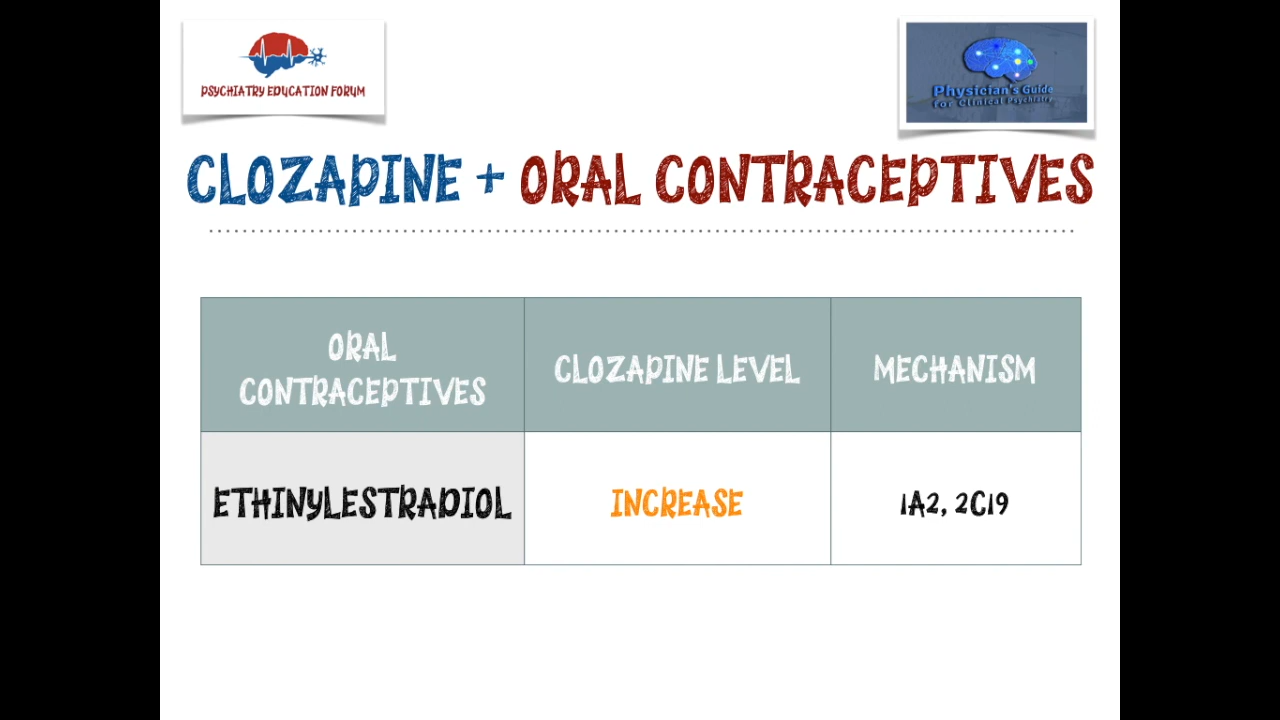 PSYCHIATRY EDUCATION FORUM
Physician's Guide
for Clinical Psychiatry
CLOZAPINE + ORAL CONTRACEPTIVES
ORAL
CONTRACEPTIVES
CLOZAPINE LEVEL
MECHANISM
ETHINYLESTRADIOL
INCREASE
1A2, 2C19